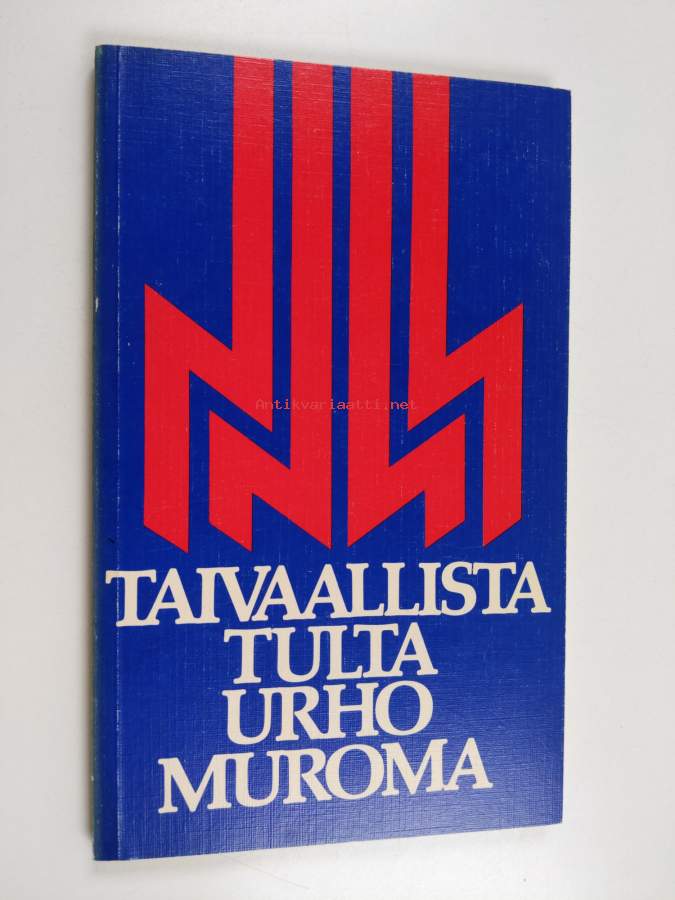 Antikvariaatti.net
TAIVAALLISTA
TULTA
URHO
MUROMA